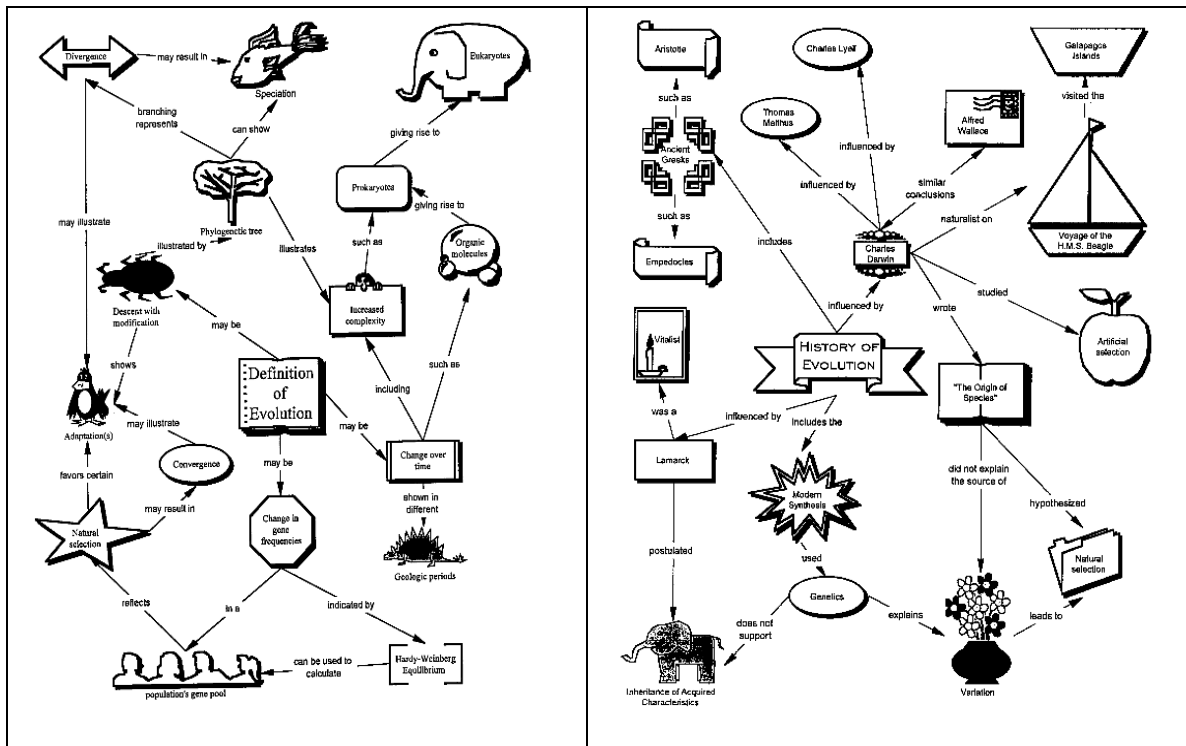 Divergence
may result in
Speciation
Eukaryotes
branching
represents
can show
giving rise to
Prokaryotes
giving rise to
may illustrate
Phylogenetic tree
illustrated by
illustrates
such as
Organic
molecules
Descent with
modification
Increased
complexity
may be
shows
Definition
of
Evolution
including
such as
Adaptation(s)
may illustrate
may be
Convergence
favors certain
may be
Change over
time
may result in
Natural
selection
Change in
gene
frequencies
shown in
different
Geologic periods
reflects
in a
indicated by
can be used to
calculate
Hardy-Weinberg
Equilibrium
population's gene pool
Aristotle
Charles Lyell
Galapagos
Islands
such as
Thomas
Malthus
Alfred
Wallace
visited the
Ancient
Greeks
influenced by
influenced by
similar
conclusions
such as
naturalist on
Voyage of the
H.M.S. Beagle
includes
Charles
Darwin
Empedocles
influenced by
wrote
studied
Vitalist
HISTORY OF
EVOLUTION
Artificial
selection
"The Origin of
Species"
was a
influenced by
includes the
Lamarck
did not explain
the source of
Modern
Synthesis
hypothesized
postulated
used
Natural
selection
Genetics
does not
support
explains
leads to
Inheritance of Acquired
Characteristics
Variation